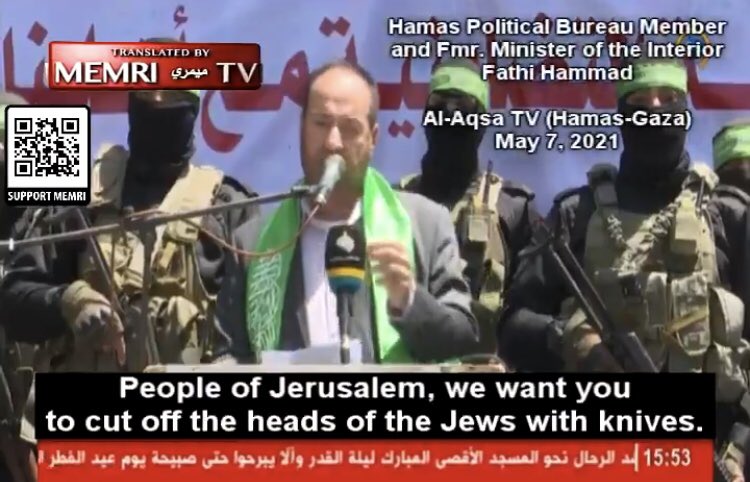 Hamas Political Bureau Member
and Fmr. Minister of the Interior
Fathi Hammad
Al-Aqsa TV (Hamas-Gaza)
May 7, 2021
TRANSLATED BY
MEMRI ميمري TV
SUPPORT MEMRI
People of Jerusalem, we want you
to cut off the heads of the Jews with knives.
الرحال نحو المسجد الأقصى المبارك ليلة القدر وألا يبرحوا حتى صبيحة يوم عيد الفطر
15:53